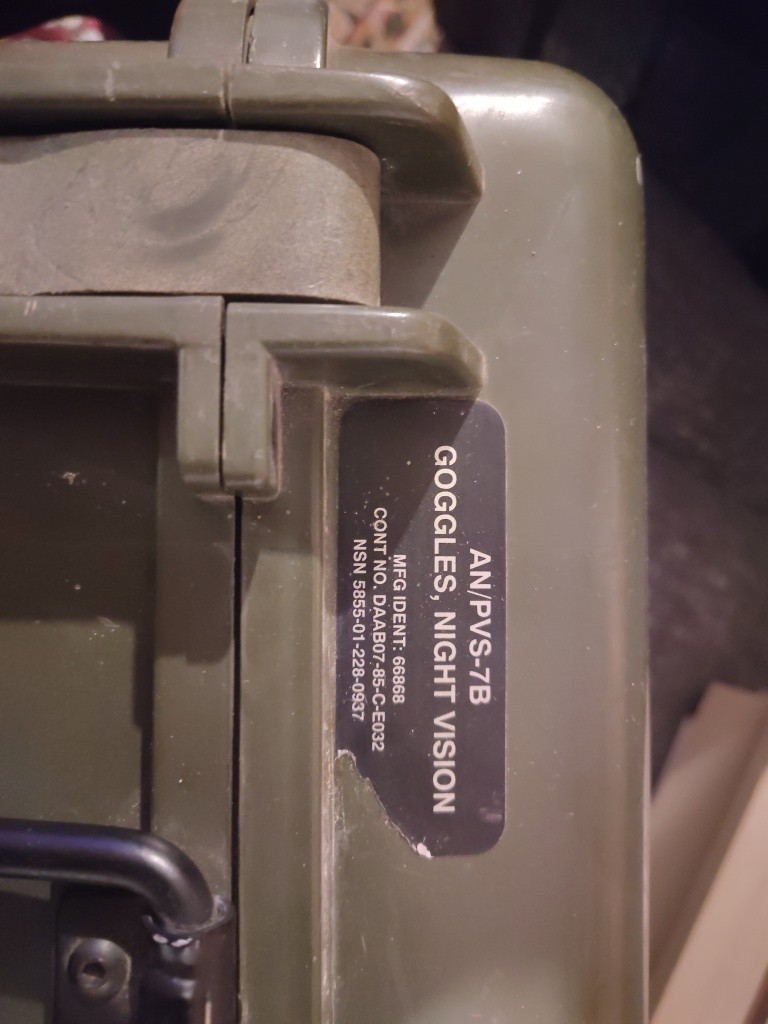 AN/PVS-7B
GOGGLES, NIGHT VISION
MFG IDENT: 66868
CONT NO. DAAB07-85-C-E032
NSN 5855-01-228-0937